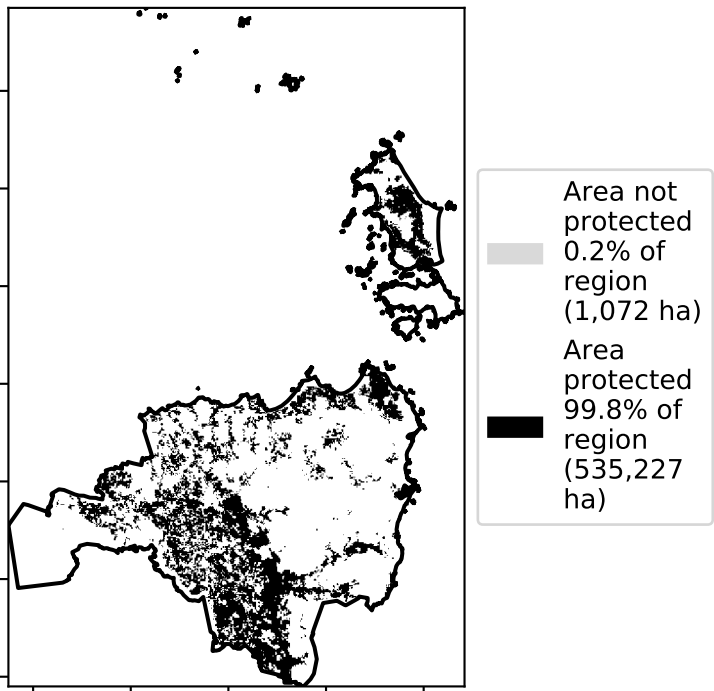 Area not
protected
0.2% of
region
(1,072 ha)
Area
protected
99.8% of
region
(535,227
ha)